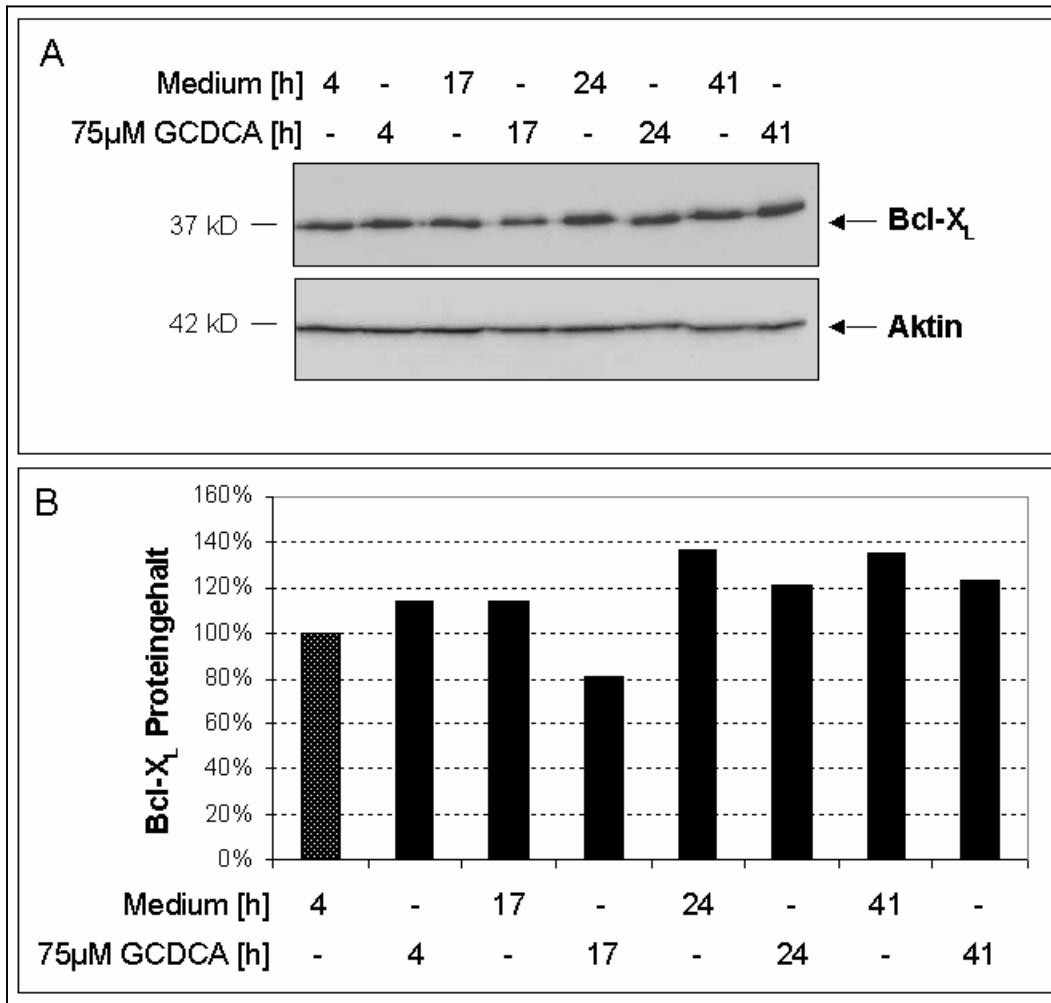 A
Medium [h] 4 - 17 - 24 - 41 -
75µM GCDCA [h] - 4 - 17 - 24 - 41
37 kD
Bcl-XL
42 kD
Aktin
B
160%
140%
120%
100%
80%
60%
40%
20%
0%
Bcl-XL Proteingehalt
Medium [h] 4 - 17 - 24 - 41 -
75µM GCDCA [h] - 4 - 17 - 24 - 41